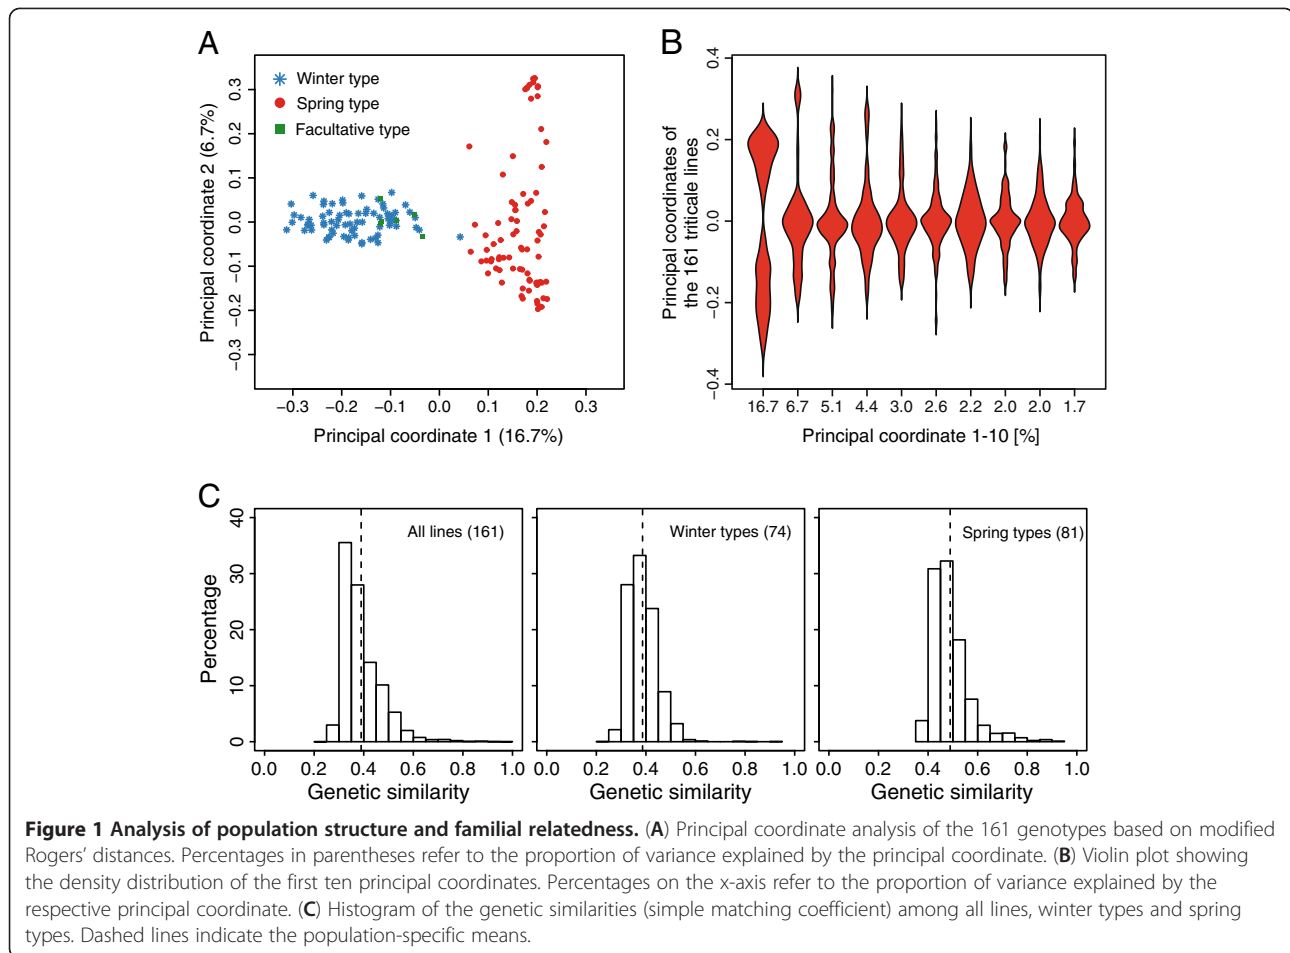 A
Winter type
Spring type
Facultative type
Principal coordinate 2 (6.7%)
0.3
0.2
0.1
0.0
−0.1
−0.2
−0.3
−0.3 −0.2 −0.1 0.0 0.1 0.2 0.3
Principal coordinate 1 (16.7%)
B
Principal coordinates of
the 161 triticale lines
0.4
0.2
0.0
−0.2
−0.4
16.7 6.7 5.1 4.4 3.0 2.6 2.2 2.0 2.0 1.7
Principal coordinate 1-10 [%]
C
Percentage
40
30
20
10
0
All lines (161)
0.0 0.2 0.4 0.6 0.8 1.0
Genetic similarity
Winter types (74)
0.0 0.2 0.4 0.6 0.8 1.0
Genetic similarity
Spring types (81)
0.0 0.2 0.4 0.6 0.8 1.0
Genetic similarity
Figure 1 Analysis of population structure and familial relatedness. (A) Principal coordinate analysis of the 161 genotypes based on modified
Rogers’ distances. Percentages in parentheses refer to the proportion of variance explained by the principal coordinate. (B) Violin plot showing
the density distribution of the first ten principal coordinates. Percentages on the x-axis refer to the proportion of variance explained by the
respective principal coordinate. (C) Histogram of the genetic similarities (simple matching coefficient) among all lines, winter types and spring
types. Dashed lines indicate the population-specific means.